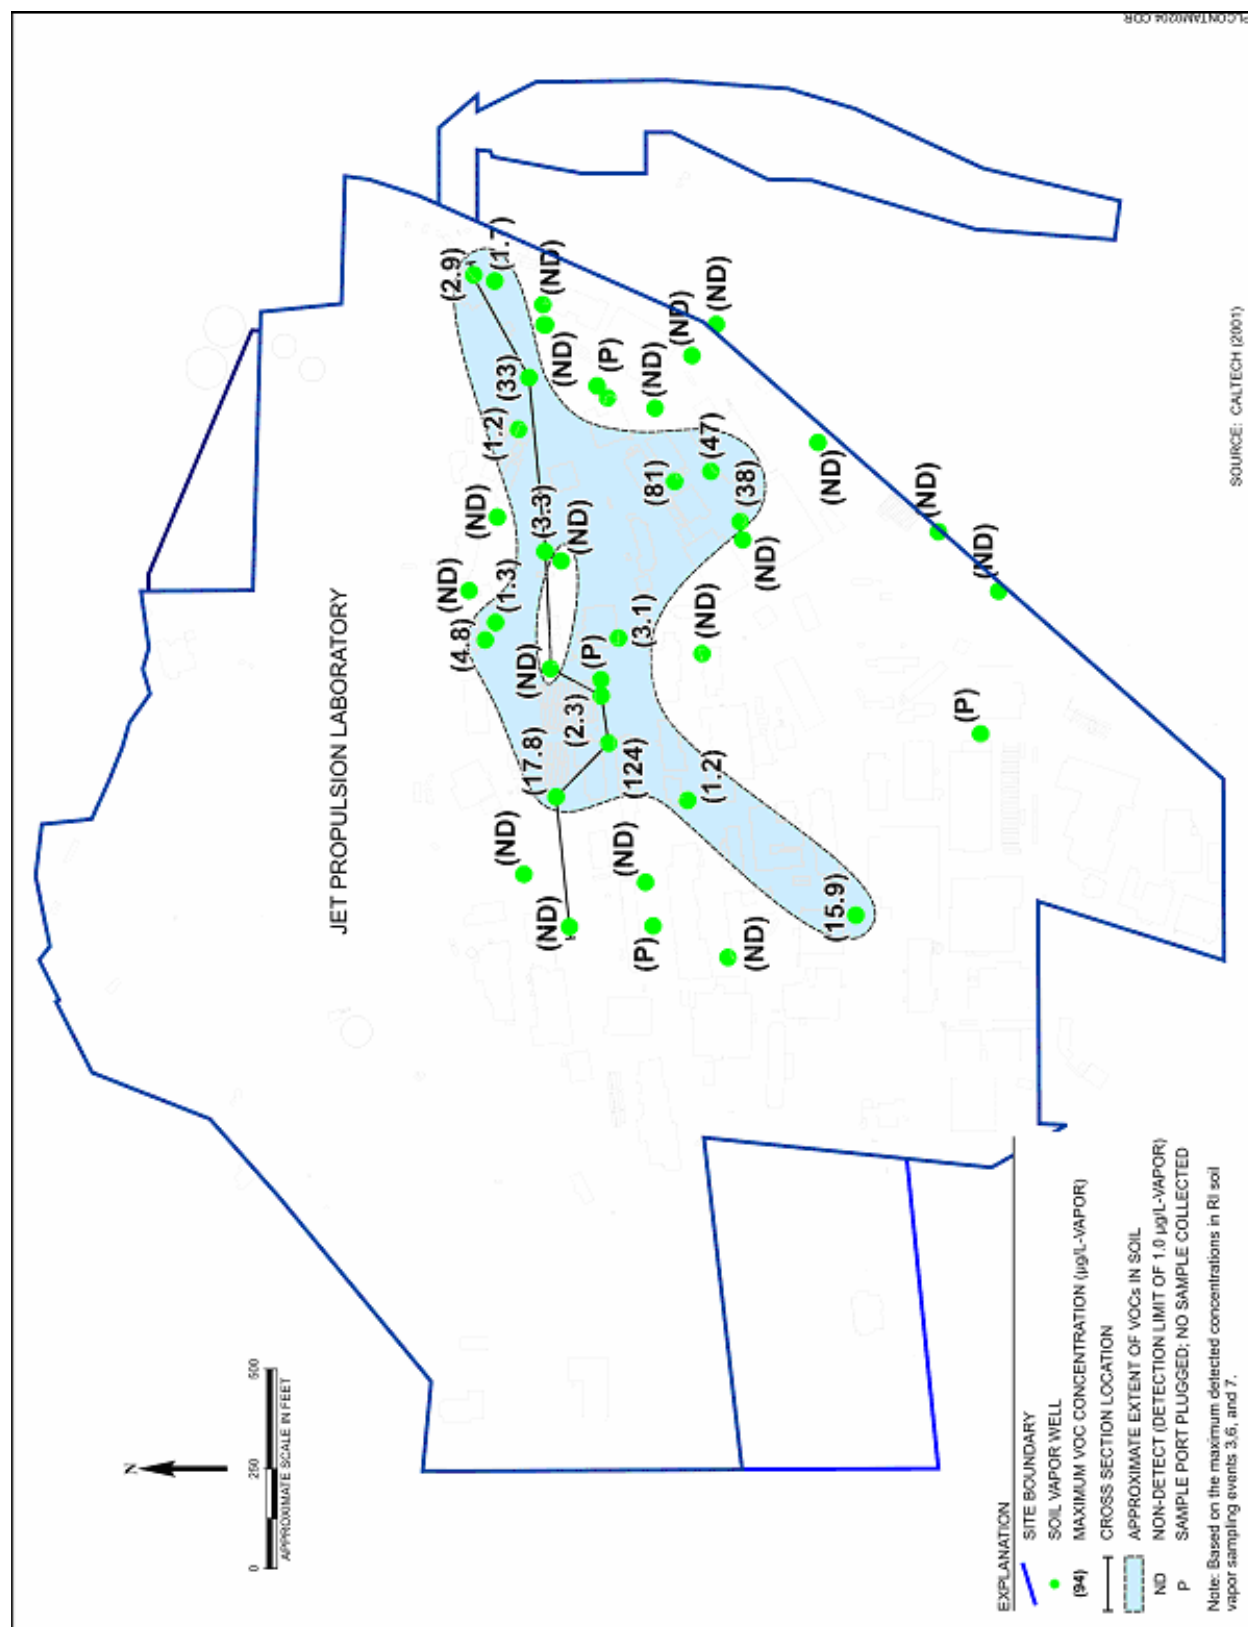 JPLCONTAM0204.CDR
JET PROPULSION LABORATORY
N
0 250 500
APPROXIMATE SCALE IN FEET
(2.9)
(1.7)
(ND)
(ND)
(33)
(P)
(ND)
(ND)
(ND)
(1.2)
(47)
(81)
(38)
(ND)
(ND)
(3.3)
(ND)
(ND)
(ND)
(ND)
(ND)
(1.3)
(4.8)
(3.1)
(ND)
(ND)
(P)
(2.3)
(P)
(17.8)
(124)
(1.2)
(ND)
(ND)
(ND)
(P)
(ND)
(15.9)
EXPLANATION
SITE BOUNDARY
SOIL VAPOR WELL
(94) MAXIMUM VOC CONCENTRATION (µg/L-VAPOR)
CROSS SECTION LOCATION
APPROXIMATE EXTENT OF VOCs IN SOIL
ND NON-DETECT (DETECTION LIMIT OF 1.0 µg/L-VAPOR)
P SAMPLE PORT PLUGGED; NO SAMPLE COLLECTED
Note: Based on the maximum detected concentrations in RI soil
vapor sampling events 3,6, and 7.
SOURCE: CALTECH (2001)